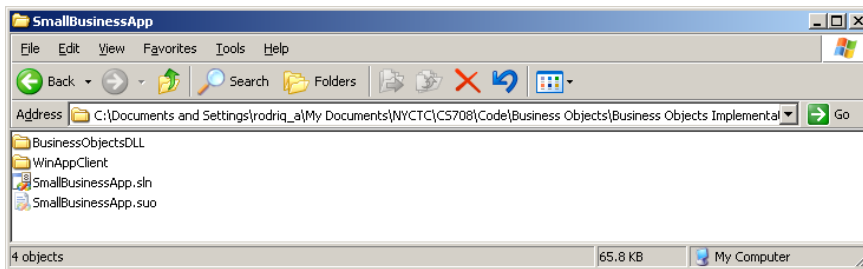 SmallBusinessApp
File Edit View Favorites Tools Help
Back Search Folders
Address C:\Documents and Settings\rodriq_a\My Documents\NYCTC\CS708\Code\Business Objects\Business Objects Implementat Go
BusinessObjectsDLL
WinAppClient
SmallBusinessApp.sln
SmallBusinessApp.suo
4 objects 65.8 KB My Computer